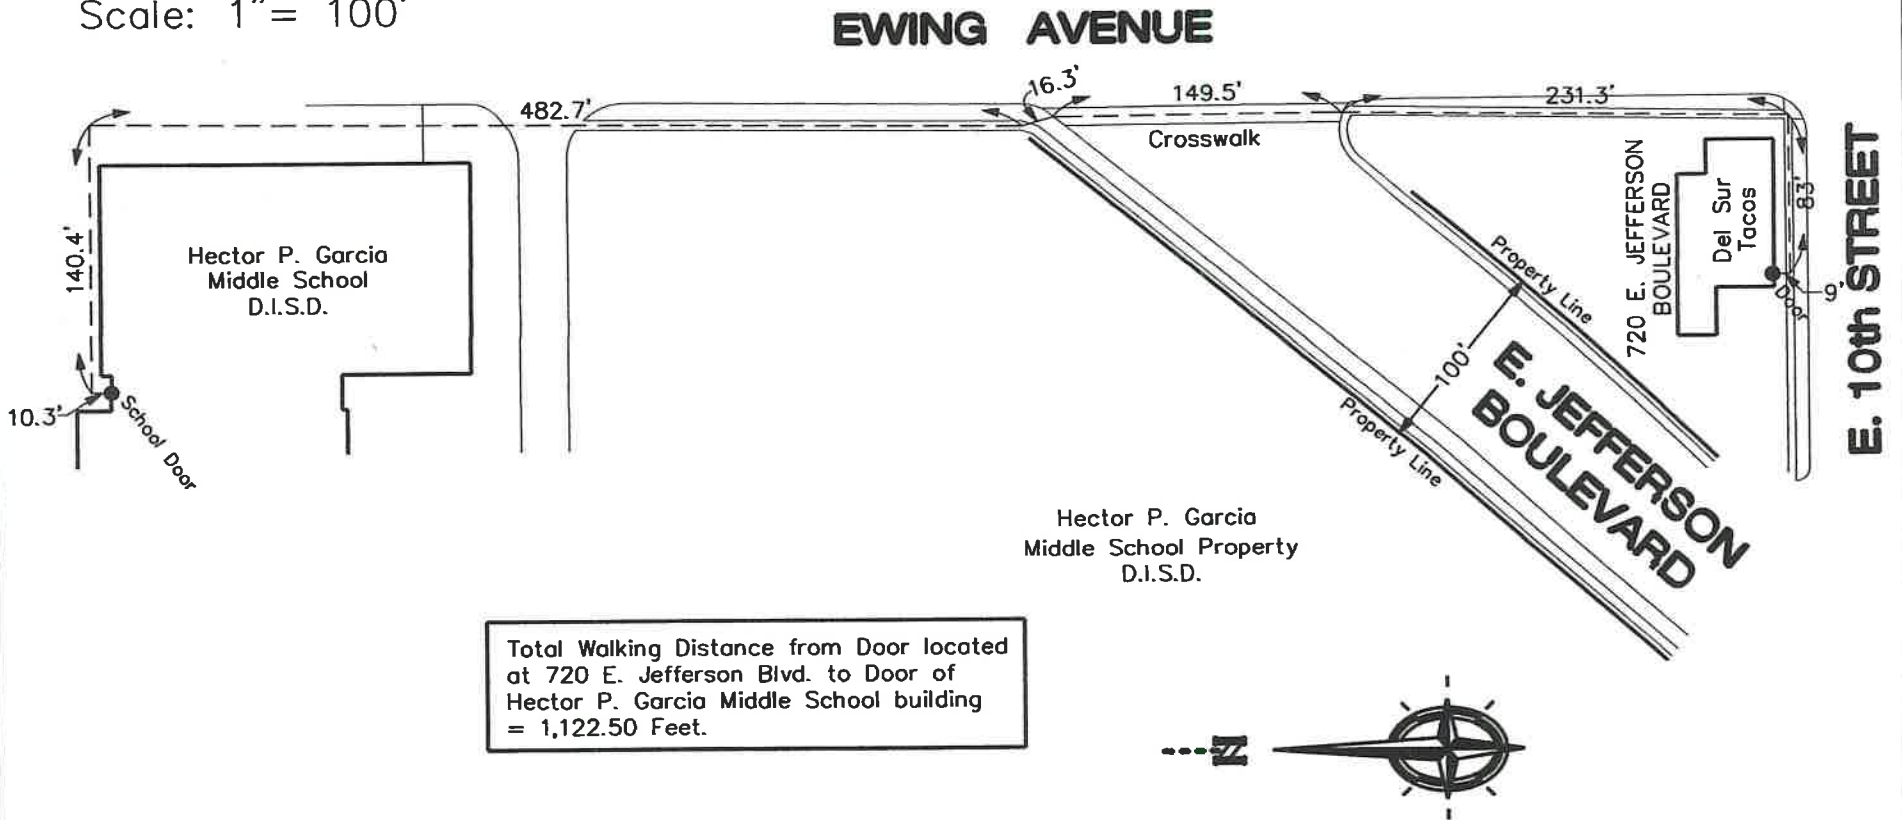 Scale: 1"= 100'
EWING AVENUE
482.7'
16.3'
149.5'
231.3'
Crosswalk
140.4'
Hector P. Garcia
Middle School
D.I.S.D.
10.3'
School Door
Property Line
100'
Property Line
E. JEFFERSON
BOULEVARD
720 E. JEFFERSON
BOULEVARD
Del Sur
Tacos
83'
9'
Door
E. 10th STREET
Hector P. Garcia
Middle School Property
D.I.S.D.
Total Walking Distance from Door located
at 720 E. Jefferson Blvd. to Door of
Hector P. Garcia Middle School building
= 1,122.50 Feet.
N